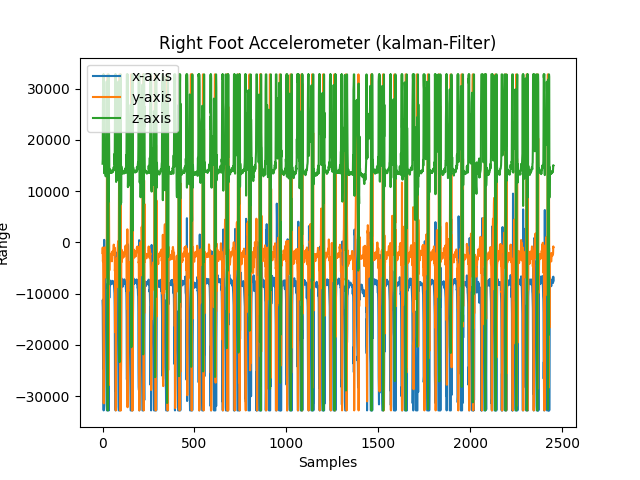 Right Foot Accelerometer (kalman-Filter)
x-axis
y-axis
z-axis
30000
20000
10000
0
−10000
−20000
−30000
Range
0 500 1000 1500 2000 2500
Samples